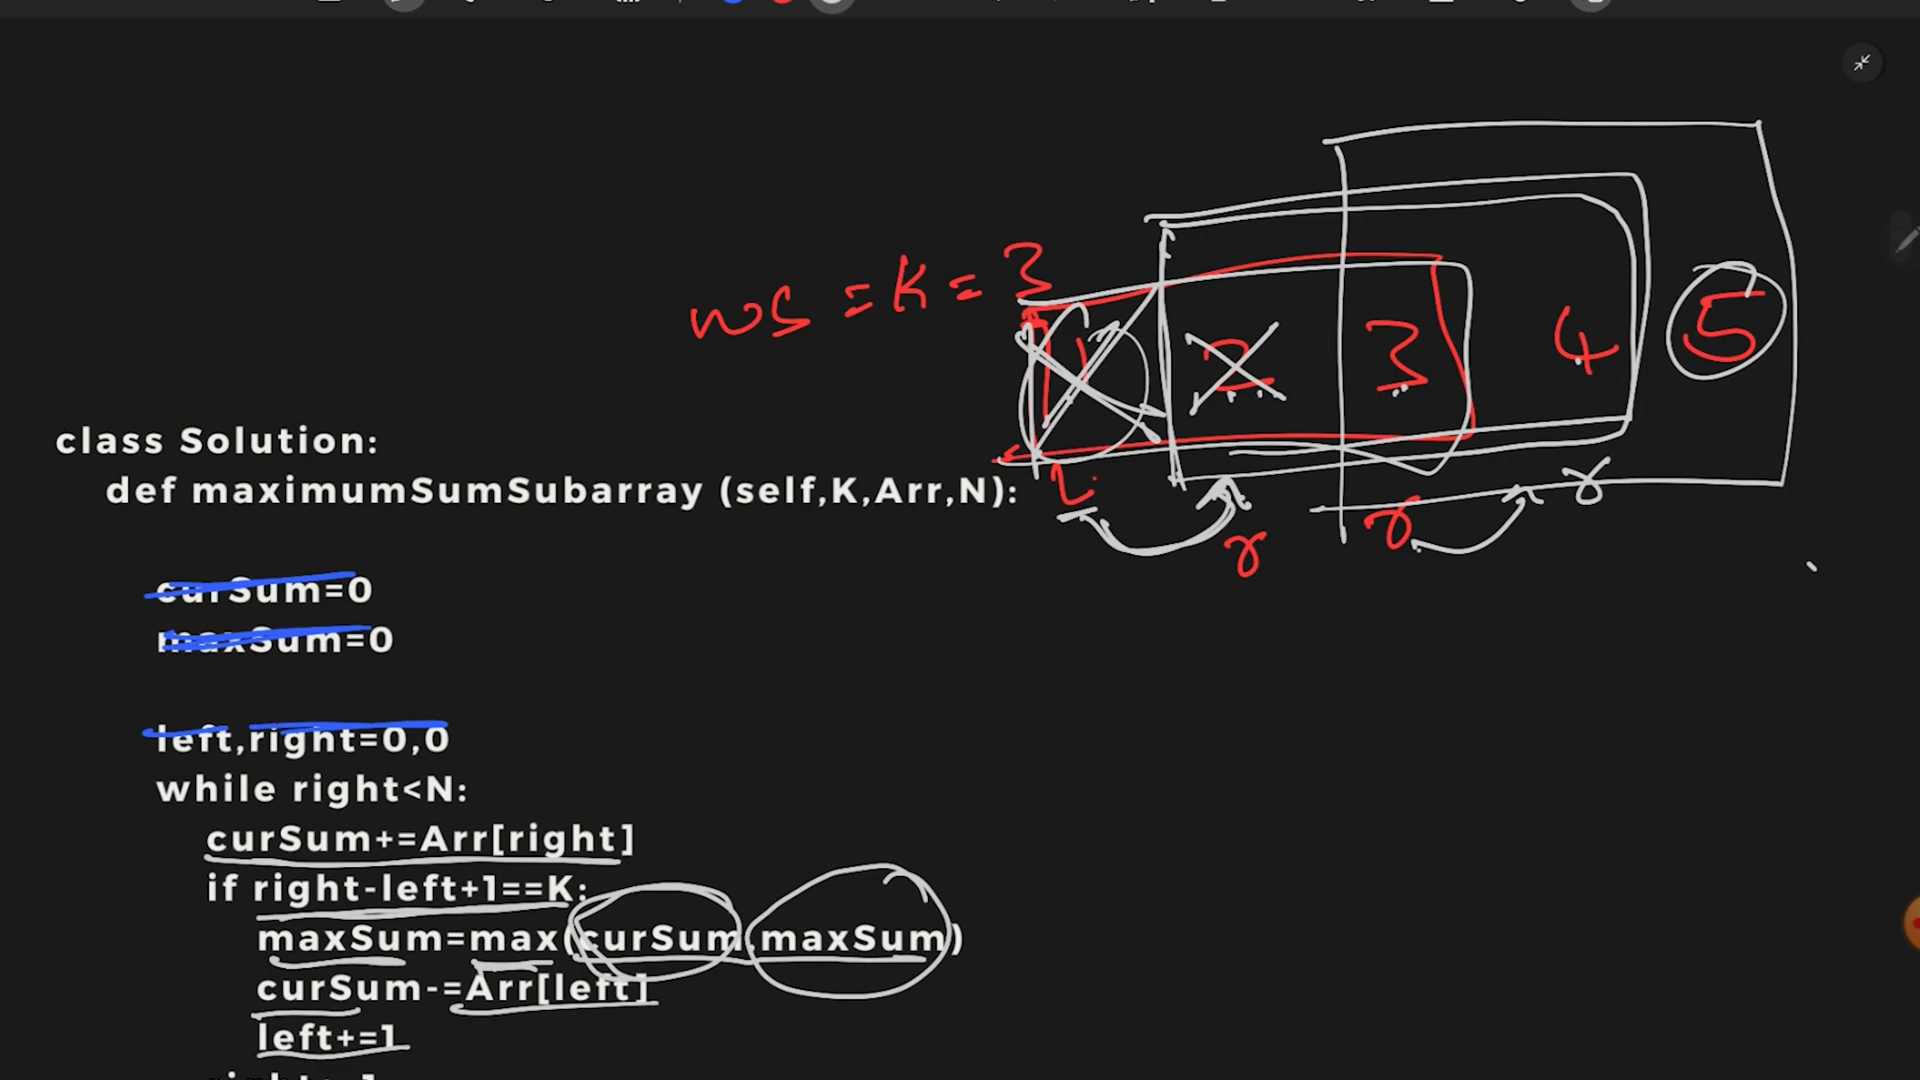 ws = K = 3
1 2 3 4 5
L r r r
class Solution:
def maximumSumSubarray (self,K,Arr,N):
curSum=0
maxSum=0
left,right=0,0
while right<N:
curSum+=Arr[right]
if right-left+1==K:
maxSum=max(curSum,maxSum)
curSum-=Arr[left]
left+=1